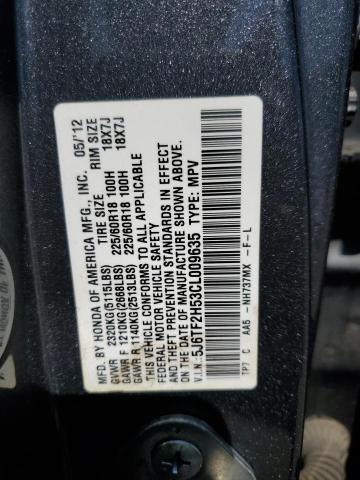 MFD. BY HONDA OF AMERICA MFG., INC. 05/'12
TIRE SIZE RIM SIZE
GVWR 2320KG(5115LBS)
GAWR F 1210KG(2668LBS) 225/60R18 100H 18X7J
GAWR R 1140KG(2513LBS) 225/60R18 100H 18X7J
THIS VEHICLE CONFORMS TO ALL APPLICABLE
FEDERAL MOTOR VEHICLE SAFETY
AND THEFT PREVENTION STANDARDS IN EFFECT
ON THE DATE OF MANUFACTURE SHOWN ABOVE.
V.I.N: 5J6TF2H53CL009635 TYPE: MPV
TP7 C AA5 - NH737MX - F-L